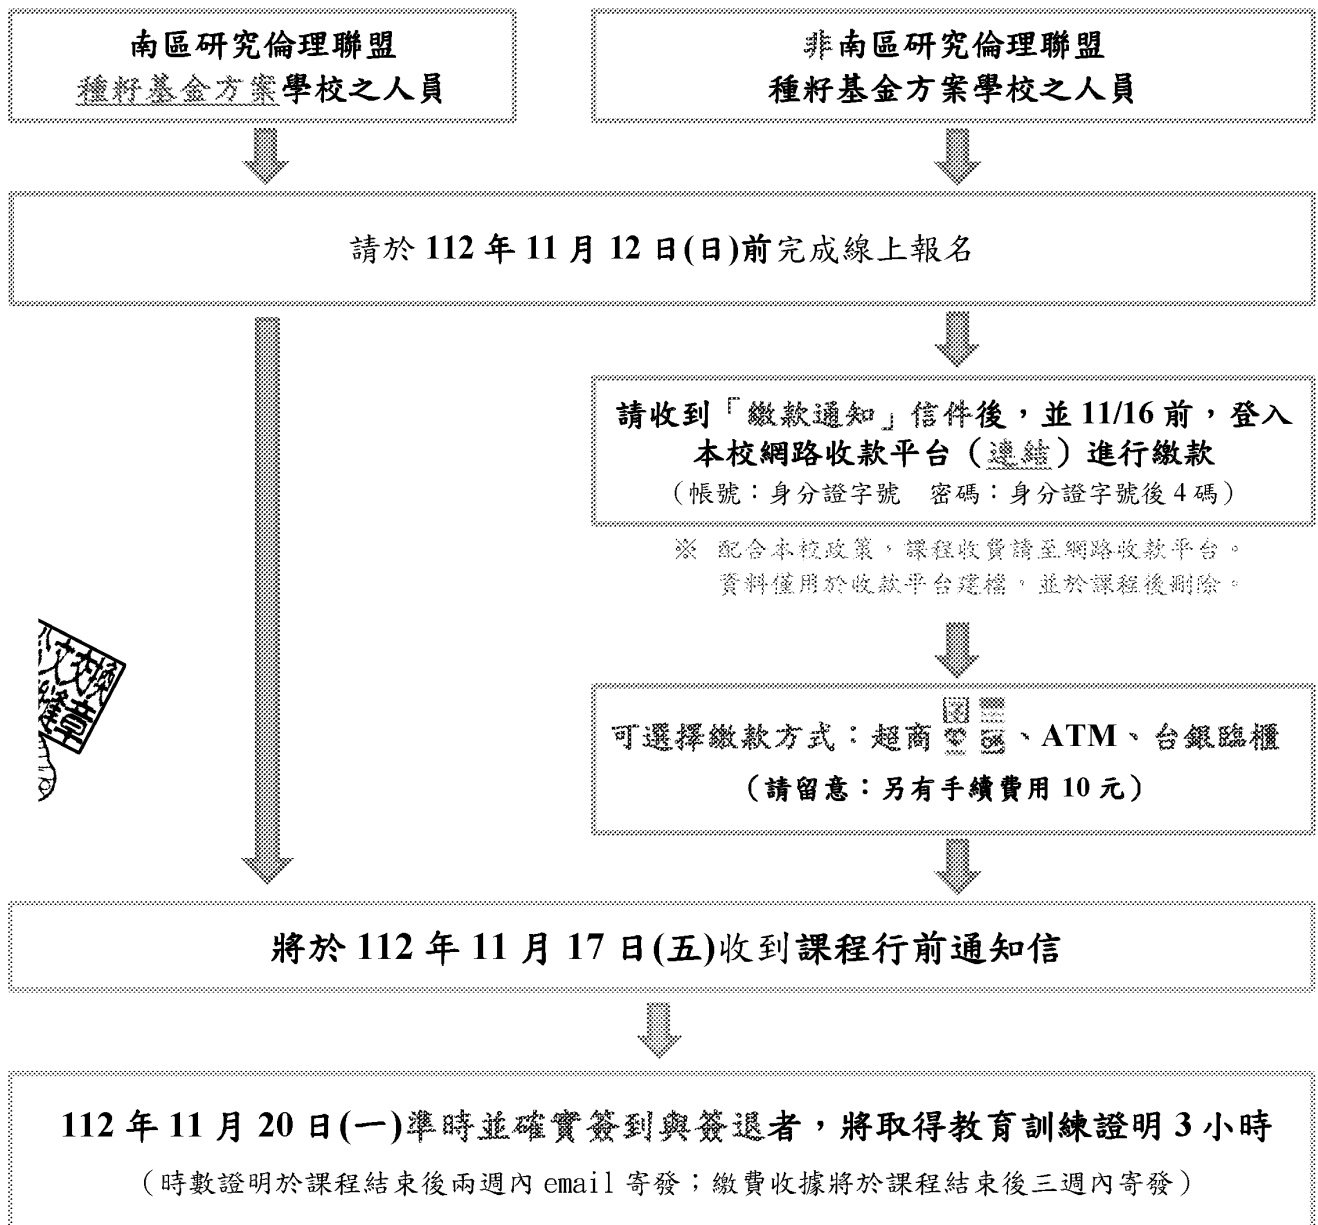 南區研究倫理聯盟
種籽基金方案學校之人員
非南區研究倫理聯盟
種籽基金方案學校之人員
請於 112 年 11 月 12 日(日)前完成線上報名
請收到「繳款通知」信件後，並 11/16 前，登入
本校網路收款平台（連結）進行繳款
（帳號：身分證字號　密碼：身分證字號後 4 碼）
※ 配合本校政策，課程收費請至網路收款平台。
資料僅用於收款平台建檔，並於課程後刪除。
文交換
縫章
可選擇繳款方式：超商、ATM、台銀臨櫃
（請留意：另有手續費用 10 元）
將於 112 年 11 月 17 日(五)收到課程行前通知信
112 年 11 月 20 日(一)準時並確實簽到與簽退者，將取得教育訓練證明 3 小時
（時數證明於課程結束後兩週內 email 寄發；繳費收據將於課程結束後三週內寄發）